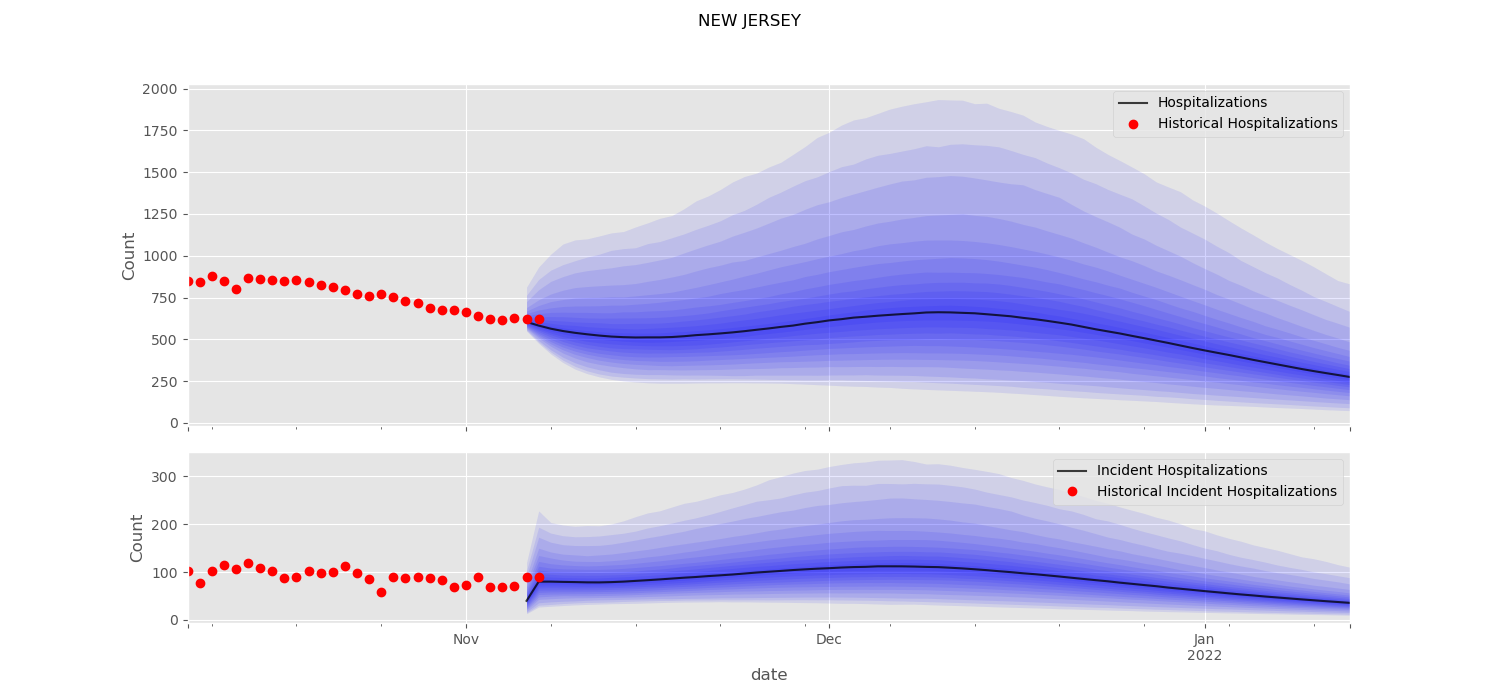 NEW JERSEY
2000
1750
1500
1250
1000
750
500
250
0
Count
Hospitalizations
Historical Hospitalizations
300
200
100
0
Count
Incident Hospitalizations
Historical Incident Hospitalizations
Nov
Dec
Jan
2022
date